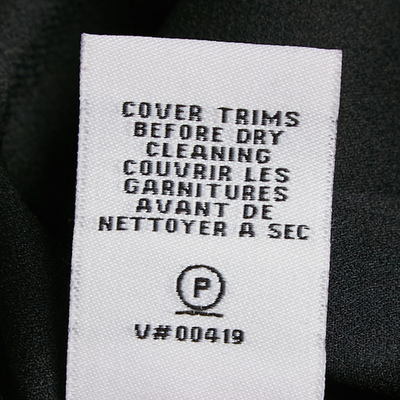 COVER TRIMS
BEFORE DRY
CLEANING
COUVRIR LES
GARNITURES
AVANT DE
NETTOYER A SEC
P
V#00419